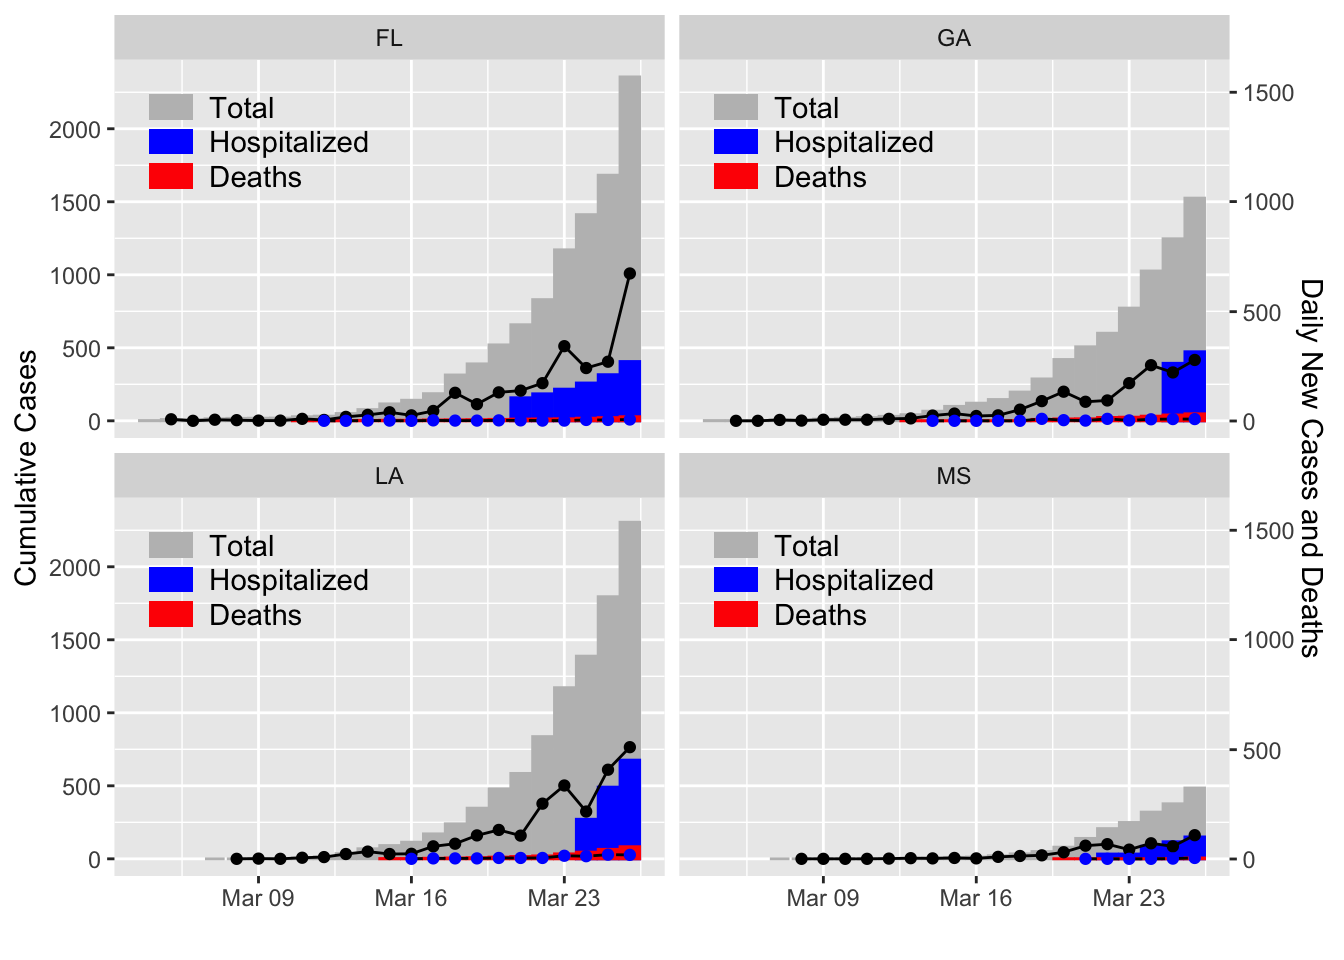 FL
GA
Total
Hospitalized
Deaths
Total
Hospitalized
Deaths
2000
1500
1000
500
0
1500
1000
500
0
Cumulative Cases
Daily New Cases and Deaths
LA
MS
Total
Hospitalized
Deaths
Total
Hospitalized
Deaths
2000
1500
1000
500
0
1500
1000
500
0
Mar 09
Mar 16
Mar 23
Mar 09
Mar 16
Mar 23